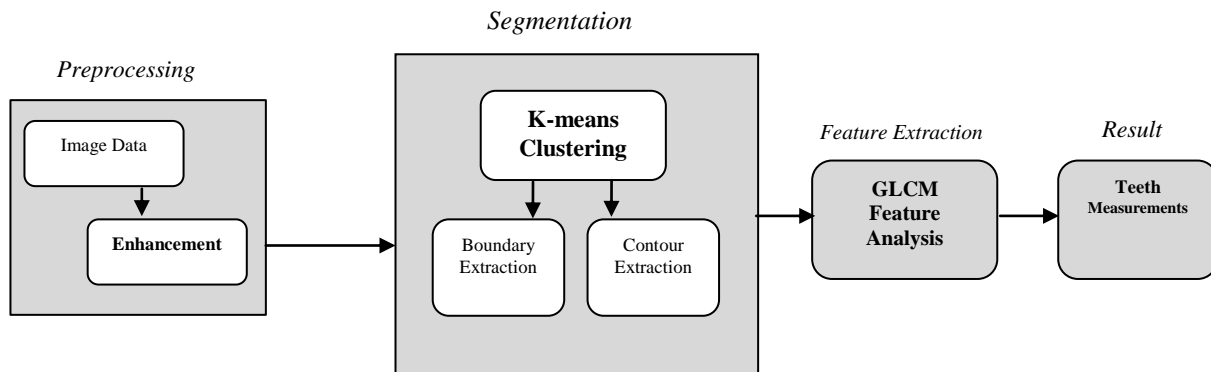 Preprocessing
Image Data
Enhancement
Segmentation
K-means
Clustering
Boundary
Extraction
Contour
Extraction
Feature Extraction
GLCM
Feature
Analysis
Result
Teeth
Measurements